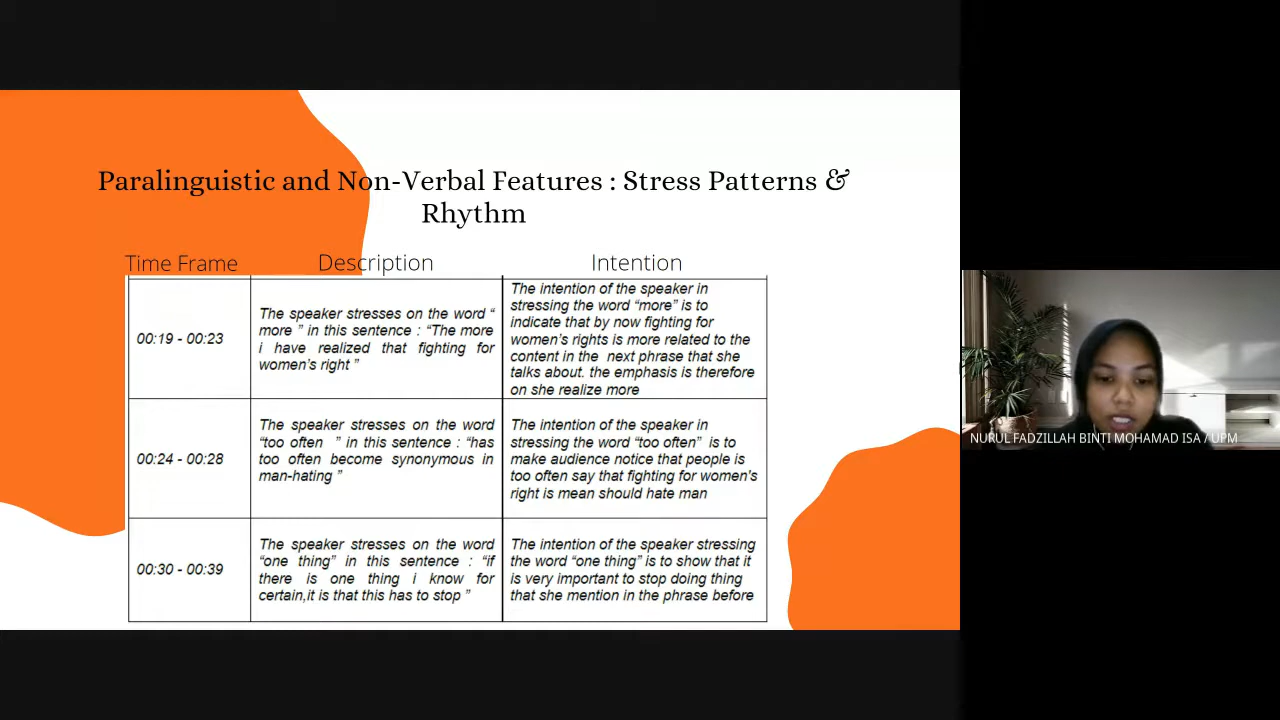 Paralinguistic and Non-Verbal Features : Stress Patterns &
Rhythm
Time Frame
Description
Intention
00:19 - 00:23
The speaker stresses on the word “
more ” in this sentence : “The more
i have realized that fighting for
women’s right ”
The intention of the speaker in
stressing the word “more” is to
indicate that by now fighting for
women’s rights is more related to the
content in the next phrase that she
talks about. the emphasis is therefore
on she realize more
00:24 - 00:28
The speaker stresses on the word
“too often ” in this sentence : “has
too often become synonymous in
man-hating ”
The intention of the speaker in
stressing the word “too often” is to
make audience notice that people is
too often say that fighting for women's
right is mean should hate man
00:30 - 00:39
The speaker stresses on the word
“one thing” in this sentence : “if
there is one thing i know for
certain,it is that this has to stop ”
The intention of the speaker stressing
the word “one thing” is to show that it
is very important to stop doing thing
that she mention in the phrase before
NURUL FADZILLAH BINTI MOHAMAD ISA / UPM